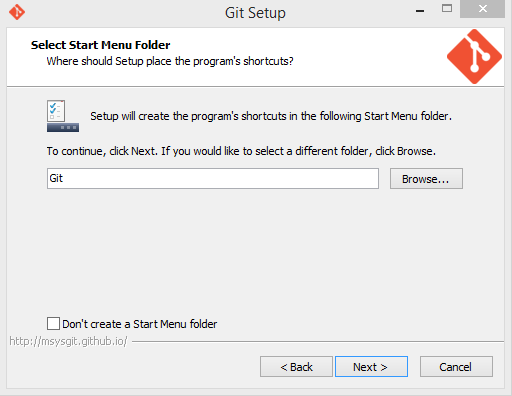 Git Setup
Select Start Menu Folder
Where should Setup place the program's shortcuts?
Setup will create the program's shortcuts in the following Start Menu folder.
To continue, click Next. If you would like to select a different folder, click Browse.
Git
Browse...
Don't create a Start Menu folder
http://msysgit.github.io/
< Back
Next >
Cancel